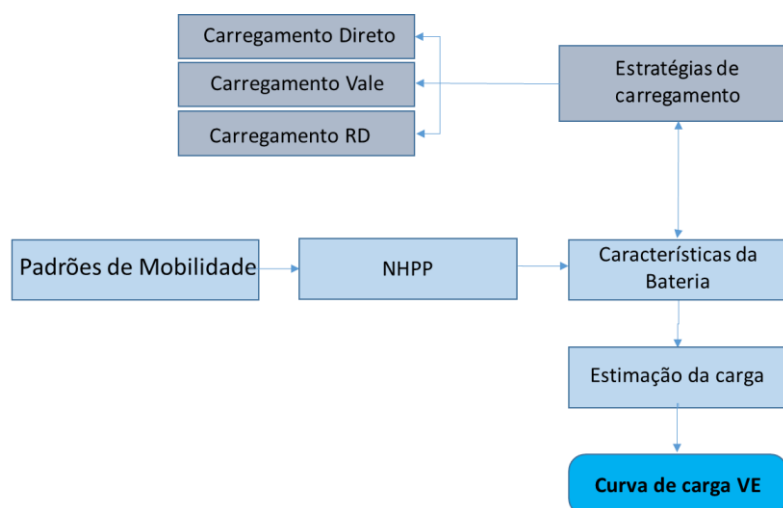 Carregamento Direto
Carregamento Vale
Carregamento RD
Estratégias de
carregamento
Padrões de Mobilidade
NHPP
Características da
Bateria
Estimação da carga
Curva de carga VE